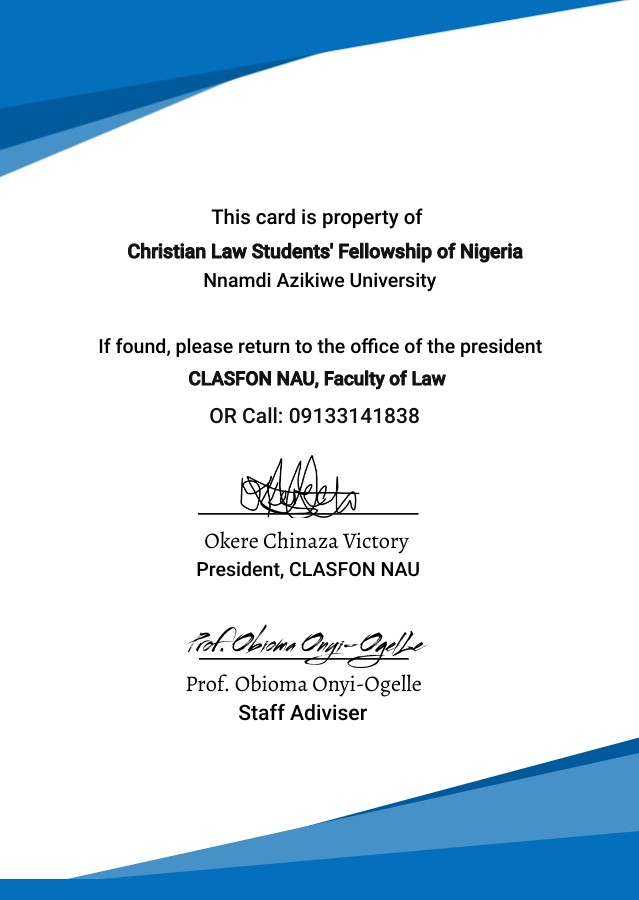 This card is property of
Christian Law Students' Fellowship of Nigeria
Nnamdi Azikiwe University
If found, please return to the office of the president
CLASFON NAU, Faculty of Law
OR Call: 09133141838
Okere Chinaza Victory
President, CLASFON NAU
Prof. Obioma Onyi-Ogelle
Prof. Obioma Onyi-Ogelle
Staff Adiviser